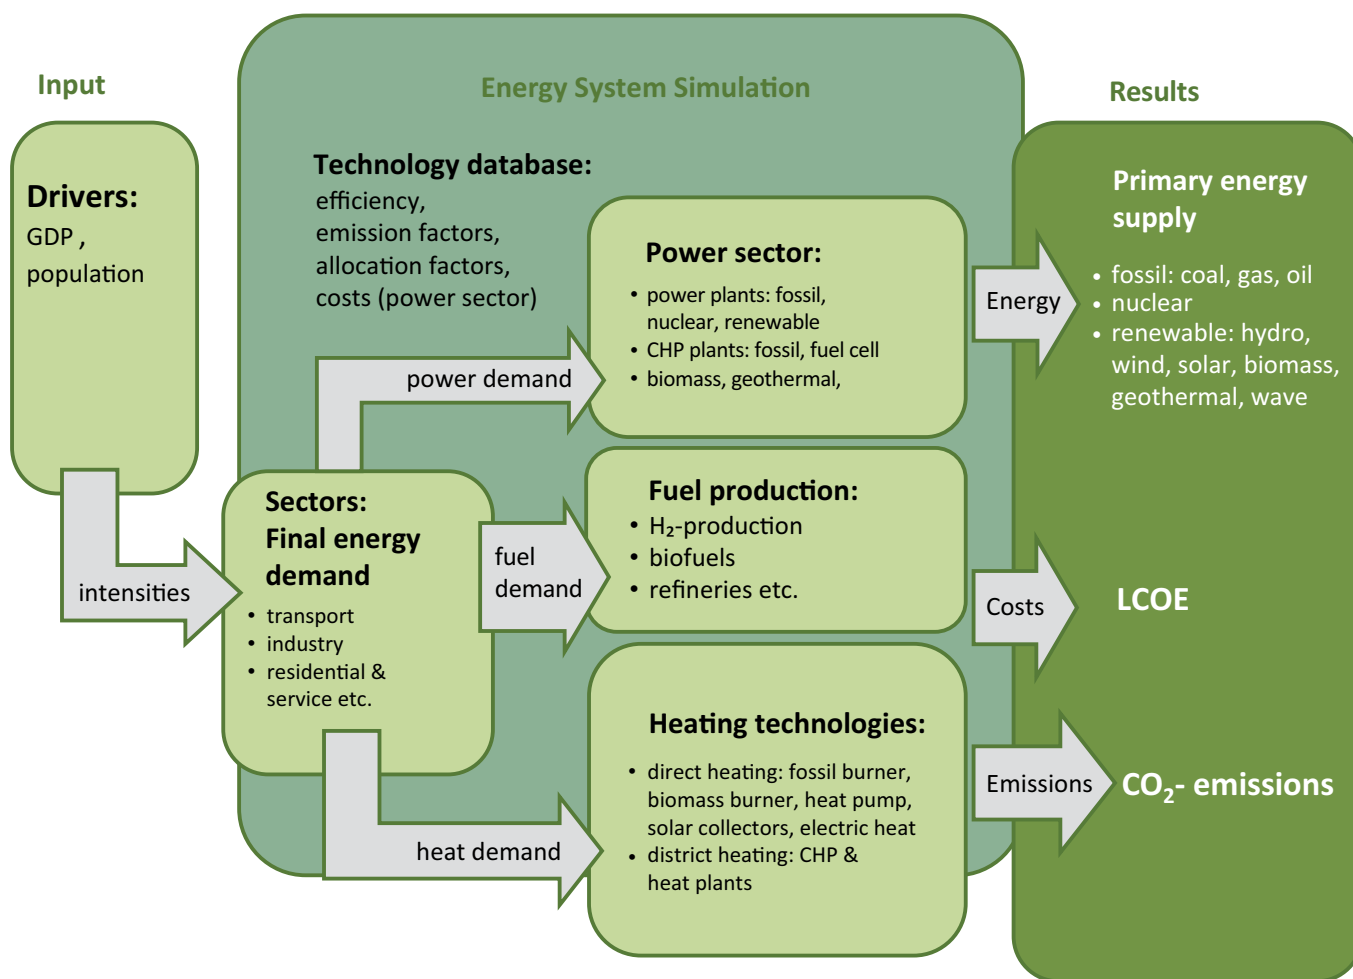 Input
Drivers:
GDP ,
population
intensities
Energy System Simulation
Technology database:
efficiency,
emission factors,
allocation factors,
costs (power sector)
Sectors:
Final energy
demand
• transport
• industry
• residential &
service etc.
power demand
fuel
demand
heat demand
Power sector:
• power plants: fossil,
nuclear, renewable
• CHP plants: fossil, fuel cell
• biomass, geothermal,
Fuel production:
• H₂-production
• biofuels
• refineries etc.
Heating technologies:
• direct heating: fossil burner,
biomass burner, heat pump,
solar collectors, electric heat
• district heating: CHP &
heat plants
Energy
Costs
Emissions
Results
Primary energy
supply
• fossil: coal, gas, oil
• nuclear
• renewable: hydro,
wind, solar, biomass,
geothermal, wave
LCOE
CO₂- emissions